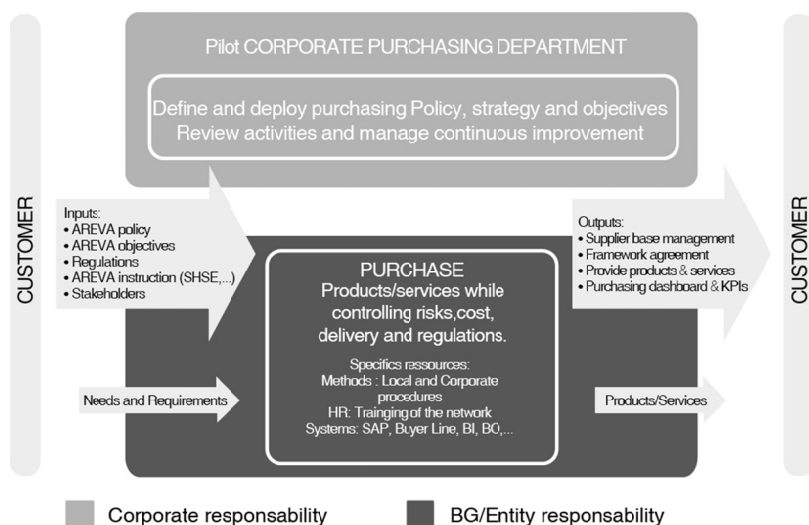 Pilot CORPORATE PURCHASING DEPARTMENT
Define and deploy purchasing Policy, strategy and objectives
Review activities and manage continuous improvement
CUSTOMER
Inputs:
• AREVA policy
• AREVA objectives
• Regulations
• AREVA instruction (SHSE,...)
• Stakeholders
Needs and Requirements
PURCHASE
Products/services while
controlling risks,cost,
delivery and regulations.
Specifics ressources:
Methods : Local and Corporate
procedures
HR: Trainging of the network
Systems: SAP, Buyer Line, BI, BO,...
Outputs:
• Supplier base management
• Framework agreement
• Provide products & services
• Purchasing dashboard & KPIs
Products/Services
CUSTOMER
Corporate responsability
BG/Entity responsability